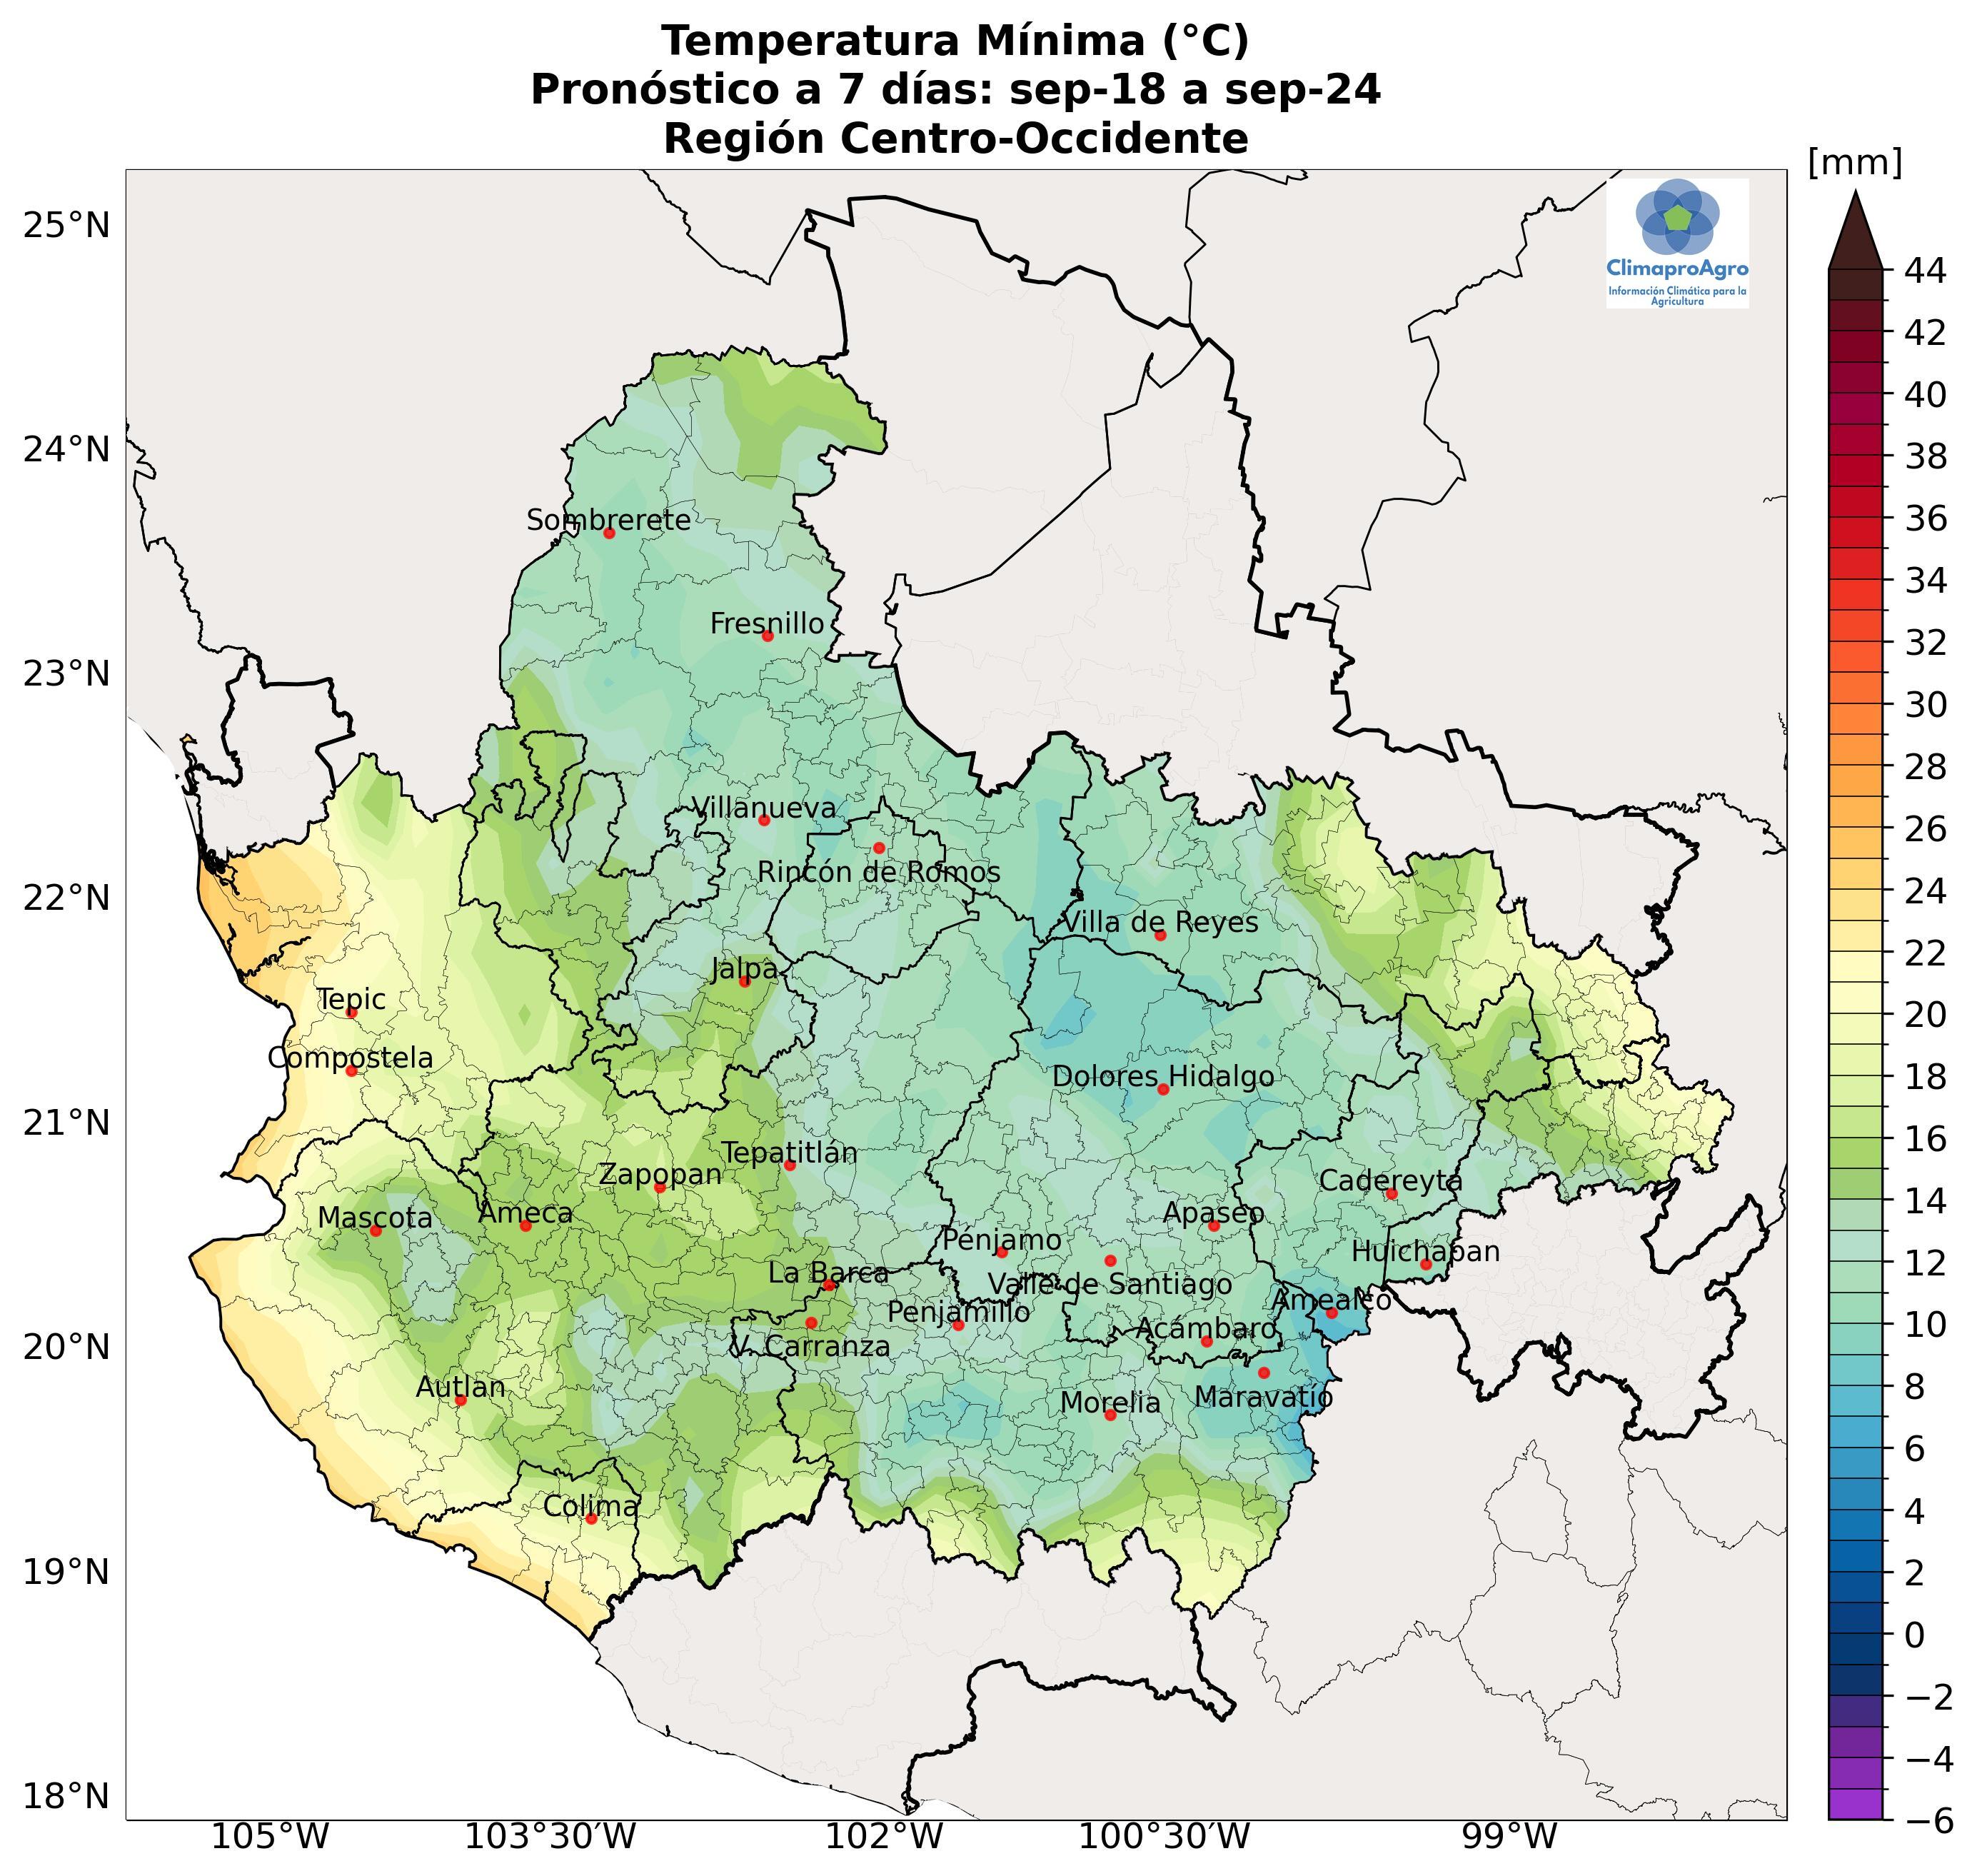 Temperatura Mínima (°C)
Pronóstico a 7 días: sep-18 a sep-24
Región Centro-Occidente
[mm]
25°N
ClimaproAgro
Información Climática para la
Agricultura
44
42
40
24°N
38
36
Sombrerete
34
Fresnillo
32
23°N
30
28
Villanueva
26
Rincón de Romos
22°N
24
Villa de Reyes
22
Jalpa
Tepic
20
Compostela
Dolores Hidalgo
18
21°N
16
Tepatitlán
Zapopan
Cadereyta
14
Mascota
Ameca
Apaseo
Pénjamo
Huichapan
12
La Barca
Valle de Santiago
Amealco
Penjamillo
10
Acámbaro
20°N
V. Carranza
8
Autlan
Maravatío
Morelia
6
Colima
4
19°N
2
0
−2
−4
18°N
−6
105°W
103°30′W
102°W
100°30′W
99°W